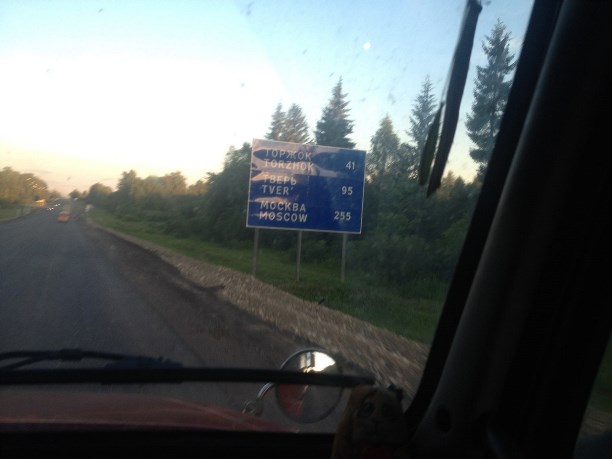 ТОРЖОК
TORZHOK 41
ТВЕРЬ
TVER' 95
МОСКВА
MOSCOW 255